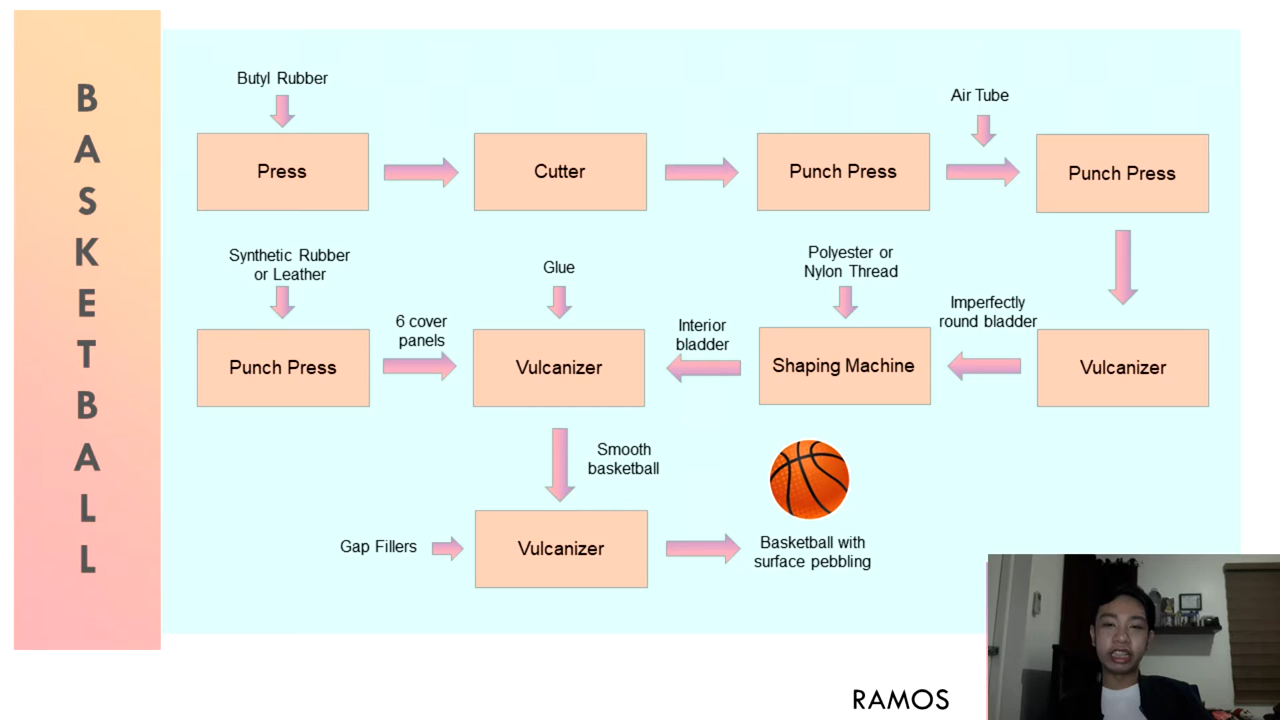 BASKETBALL
Butyl Rubber
Air Tube
Press
Cutter
Punch Press
Punch Press
Synthetic Rubber
or Leather
Glue
Polyester or
Nylon Thread
6 cover
panels
Interior
bladder
Imperfectly
round bladder
Punch Press
Vulcanizer
Shaping Machine
Vulcanizer
Smooth
basketball
Gap Fillers
Vulcanizer
Basketball with
surface pebbling
RAMOS